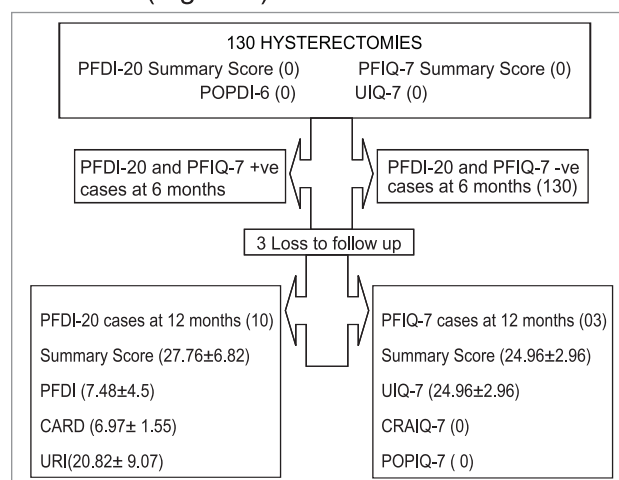 130 HYSTERECTOMIES
PFDI-20 Summary Score (0) PFIQ-7 Summary Score (0)
POPDI-6 (0) UIQ-7 (0)
PFDI-20 and PFIQ-7 +ve
cases at 6 months
PFDI-20 and PFIQ-7 -ve
cases at 6 months (130)
3 Loss to follow up
PFDI-20 cases at 12 months (10)
Summary Score (27.76±6.82)
PFDI (7.48±4.5)
CARD (6.97± 1.55)
URI(20.82± 9.07)
PFIQ-7 cases at 12 months (03)
Summary Score (24.96±2.96)
UIQ-7 (24.96±2.96)
CRAIQ-7 (0)
POPIQ-7 ( 0)